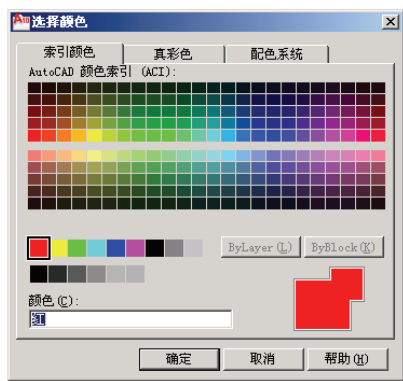 选择颜色
索引颜色 真彩色 配色系统
AutoCAD 颜色索引 (ACI):
ByLayer(L) ByBlock(K)
颜色(C):
红
确定 取消 帮助(H)